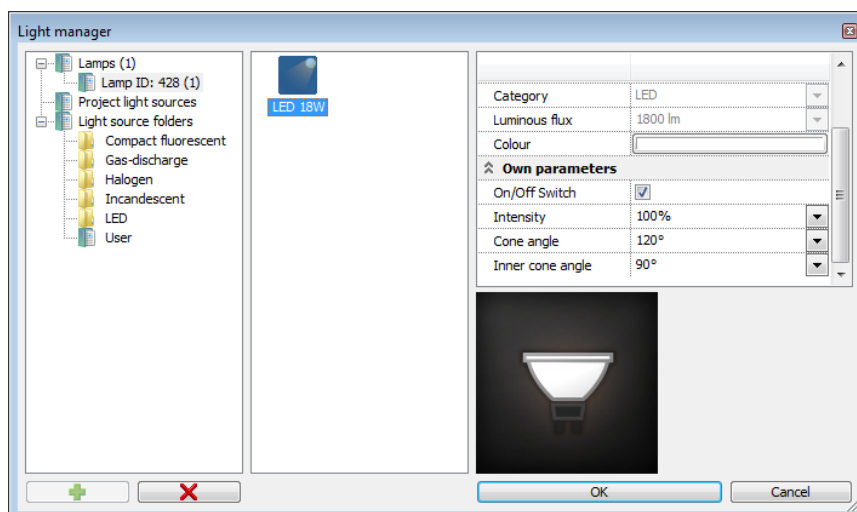 Light manager
Lamps (1)
Lamp ID: 428 (1)
Project light sources
Light source folders
Compact fluorescent
Gas-discharge
Halogen
Incandescent
LED
User
LED 18W
Category LED
Luminous flux 1800 lm
Colour
Own parameters
On/Off Switch
Intensity 100%
Cone angle 120°
Inner cone angle 90°
OK
Cancel